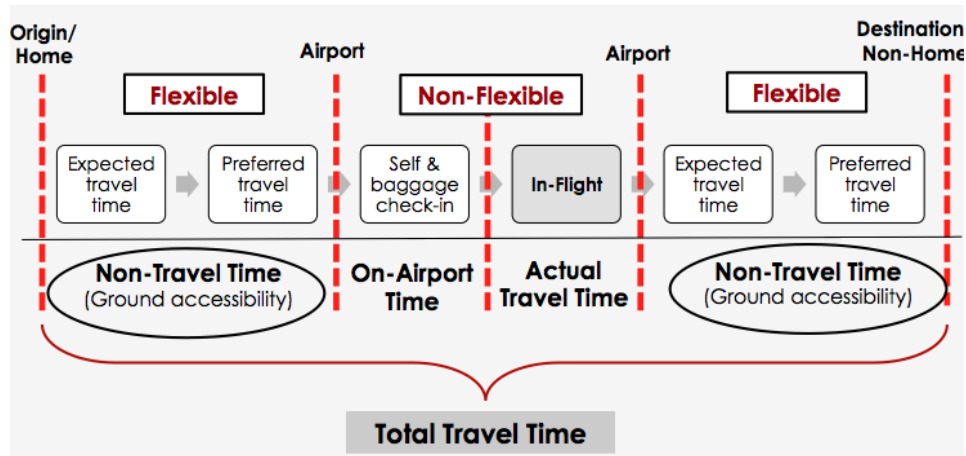 Origin/
Home
Airport
Airport
Destination/
Non-Home
Flexible
Non-Flexible
Flexible
Expected
travel
time
Preferred
travel
time
Self &
baggage
check-in
In-Flight
Expected
travel
time
Preferred
travel
time
Non-Travel Time
(Ground accessibility)
On-Airport
Time
Actual
Travel Time
Non-Travel Time
(Ground accessibility)
Total Travel Time